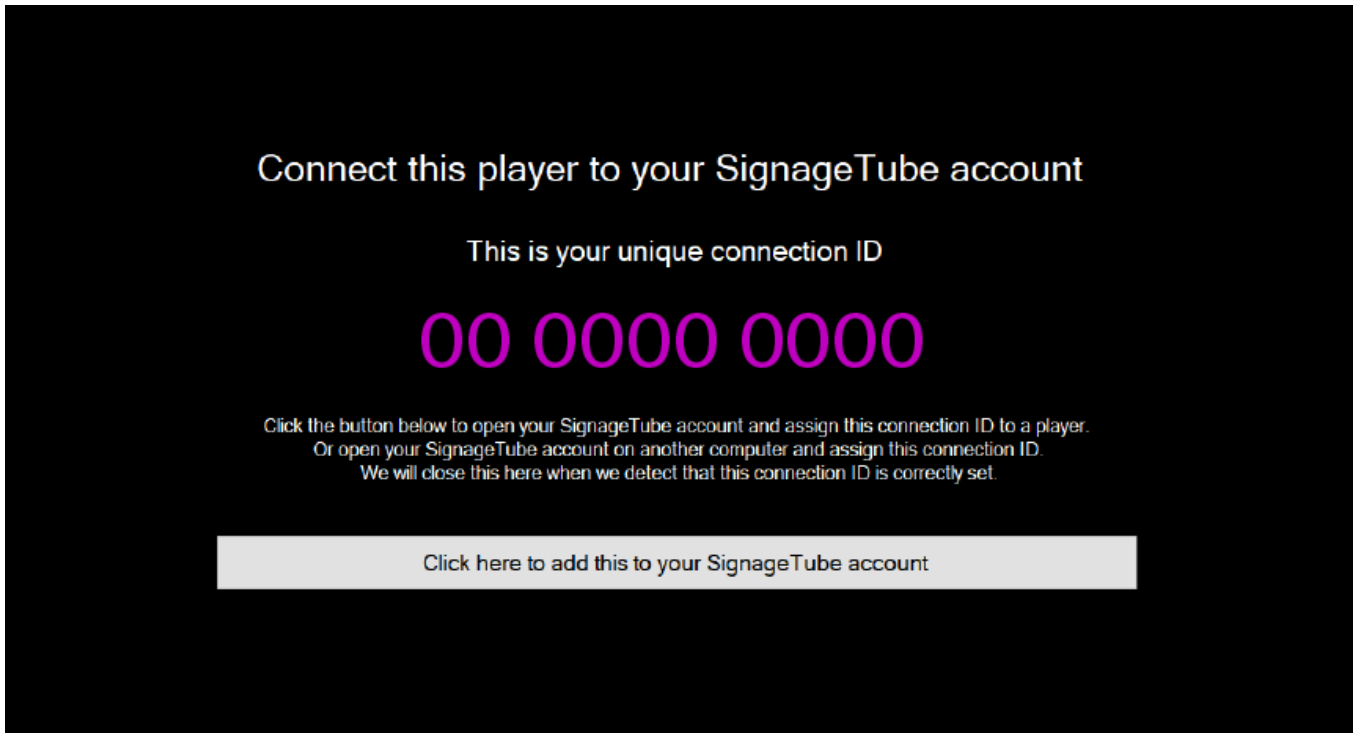 Connect this player to your SignageTube account
This is your unique connection ID
00 0000 0000
Click the button below to open your SignageTube account and assign this connection ID to a player.
Or open your SignageTube account on another computer and assign this connection ID.
We will close this here when we detect that this connection ID is correctly set.
Click here to add this to your SignageTube account